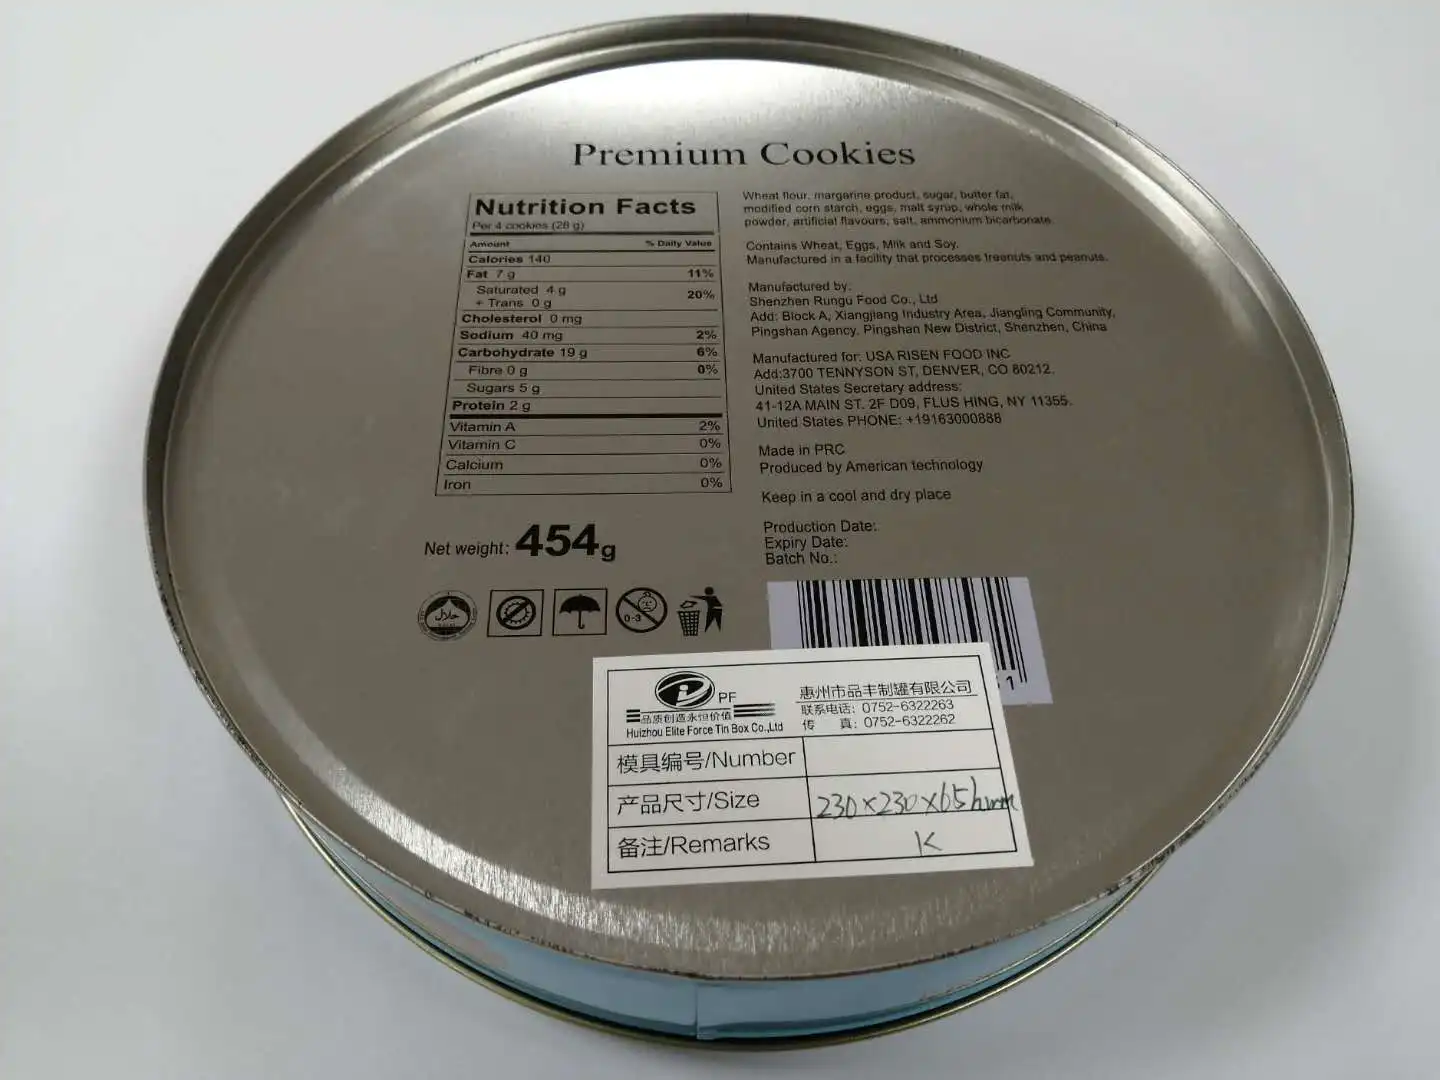 Premium Cookies
Nutrition Facts
Per 4 cookies (28 g)
Amount % Daily Value
Calories 140
Fat 7 g 11%
Saturated 4 g
+ Trans 0 g 20%
Cholesterol 0 mg
Sodium 40 mg 2%
Carbohydrate 19 g 6%
Fibre 0 g 0%
Sugars 5 g
Protein 2 g
Vitamin A 2%
Vitamin C 0%
Calcium 0%
Iron 0%
Net weight: 454g
Wheat flour, margarine product, sugar, butter fat,
modified corn starch, eggs, malt syrup, whole milk
powder, artificial flavours, salt, ammonium bicarbonate.
Contains Wheat, Eggs, Milk and Soy.
Manufactured in a facility that processes treenuts and peanuts.
Manufactured by:
Shenzhen Rungu Food Co., Ltd
Add: Block A, Xiangjiang Industry Area, Jiangling Community,
Pingshan Agency. Pingshan New District, Shenzhen, China
Manufactured for: USA RISEN FOOD INC
Add:3700 TENNYSON ST, DENVER, CO 80212.
United States Secretary address:
41-12A MAIN ST. 2F D09, FLUS HING, NY 11355.
United States PHONE: +19163000888
Made in PRC
Produced by American technology
Keep in a cool and dry place
Production Date:
Expiry Date:
Batch No.:
حلال
0-3
1
PF
品质创造永恒价值
Huizhou Elite Force Tin Box Co.,Ltd
惠州市品丰制罐有限公司
联系电话: 0752-6322263
传 真: 0752-6322262
模具编号/Number
产品尺寸/Size 230×230×65hmm
备注/Remarks K